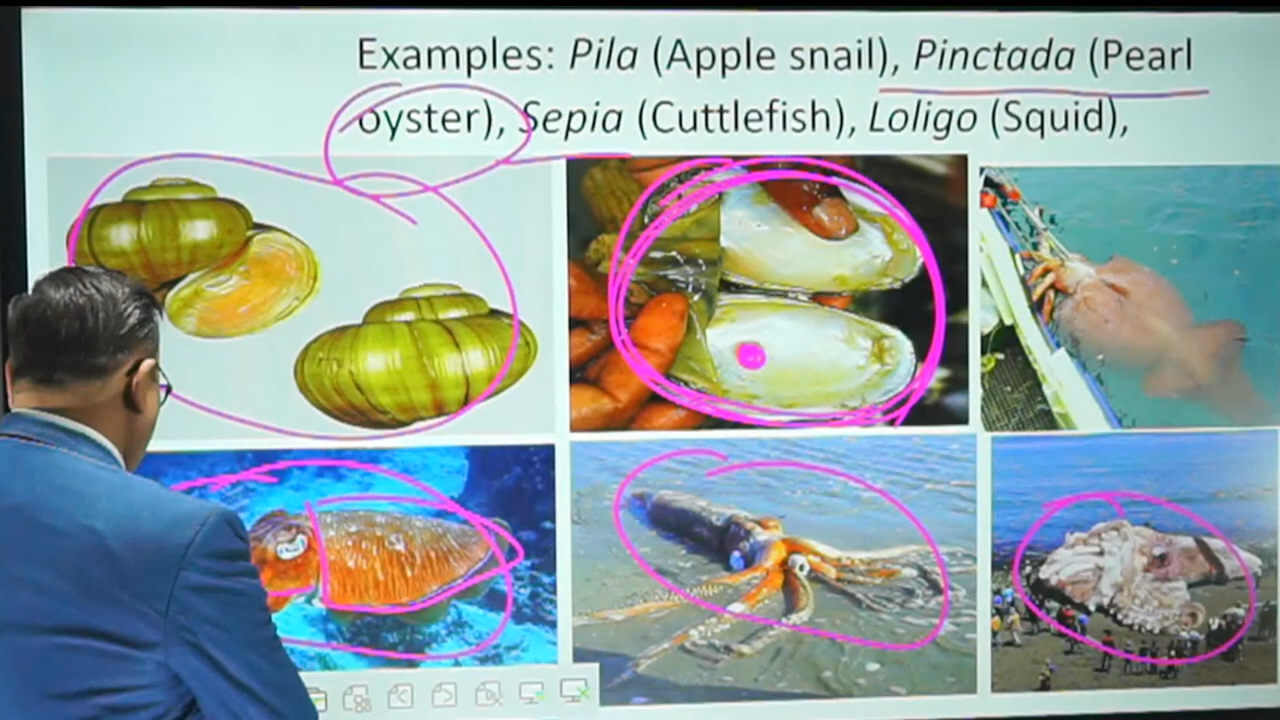 Examples: Pila (Apple snail), Pinctada (Pearl
oyster), Sepia (Cuttlefish), Loligo (Squid),